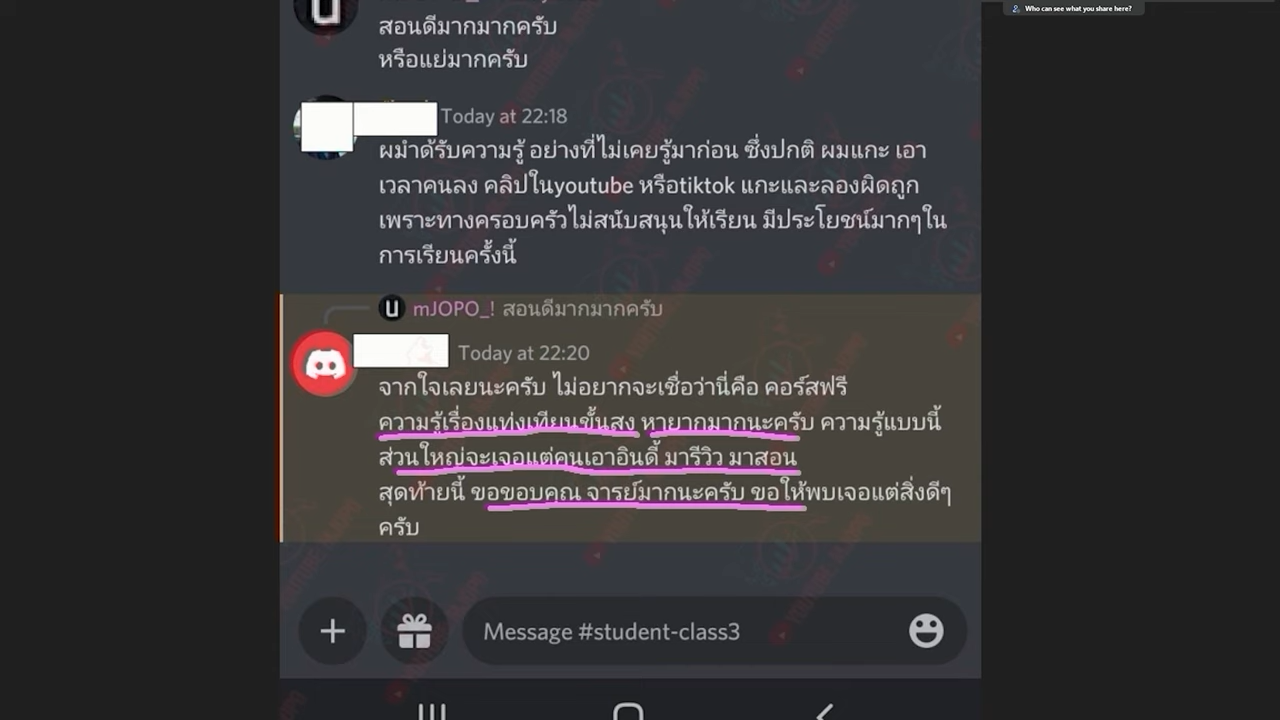 Who can see what you share here?
สอนดีมากมากครับ
หรือแย่มากครับ
Today at 22:18
ผมำด้รับความรู้ อย่างที่ไม่เคยรู้มาก่อน ซึ่งปกติ ผมแกะ เอา
เวลาคนลง คลิปในyoutube หรือtiktok แกะและลองผิดถูก
เพราะทางครอบครัวไม่สนับสนุนให้เรียน มีประโยชน์มากๆใน
การเรียนครั้งนี้
mJOPO_! สอนดีมากมากครับ
Today at 22:20
จากใจเลยนะครับ ไม่อยากจะเชื่อว่านี่คือ คอร์สฟรี
ความรู้เรื่องแท่งเทียนขั้นสูง หายากมากนะครับ ความรู้แบบนี้
ส่วนใหญ่จะเจอแต่คนเอาอินดี้ มารีวิว มาสอน
สุดท้ายนี้ ขอขอบคุณ จารย์มากนะครับ ขอให้พบเจอแต่สิ่งดีๆ
ครับ
Message #student-class3